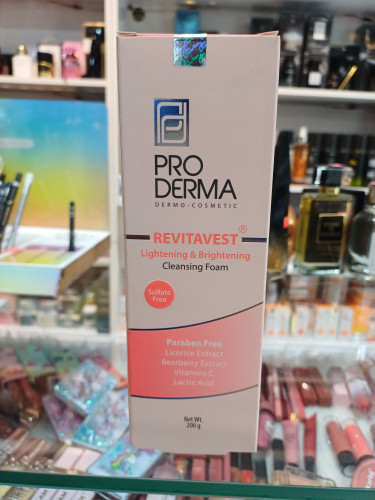 PRO
DERMA
DERMO-COSMETIC
REVITAVEST®
Lightening & Brightening
Cleansing Foam
Sulfate
Free
Paraben Free
Licorice Extract
Bearberry Extract
Vitamins C
Lactic Acid
Net Wt.
200 g